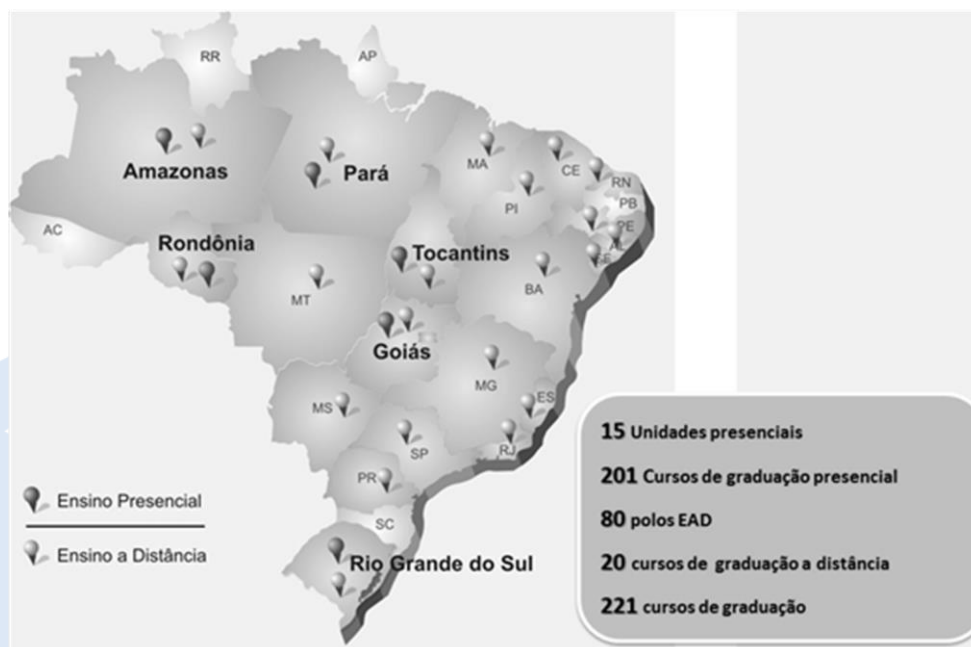 RR
AP
Amazonas
Pará
MA
CE
RN
PB
PI
PE
AL
SE
AC
Rondônia
Tocantins
MT
BA
Goiás
MG
ES
MS
SP
RJ
PR
SC
Ensino Presencial
Ensino a Distância
Rio Grande do Sul
15 Unidades presenciais
201 Cursos de graduação presencial
80 polos EAD
20 cursos de graduação a distância
221 cursos de graduação